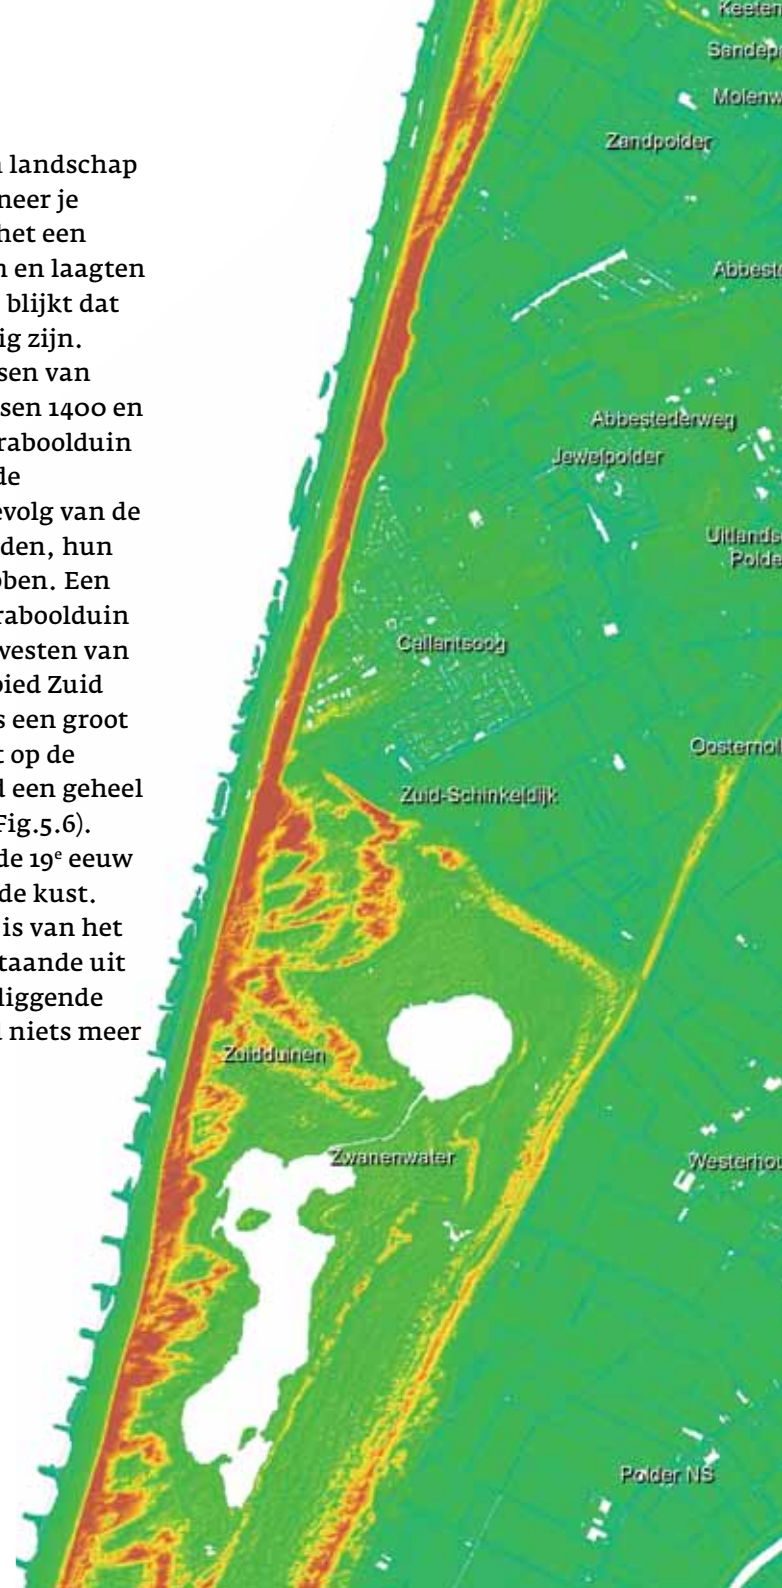 landschap
neer je
het een
en laagten
blijkt dat
ig zijn.
sen van
sen 1400 en
raboolduin
de
evolg van de
den, hun
ben. Een
raboolduin
westen van
ied Zuid
s een groot
t op de
d een geheel
Fig.5.6).
de 19e eeuw
de kust.
is van het
taande uit
liggende
l niets meer
Keeten
Sandep
Molenw
Zandpolder
Abbest
Abbestederweg
Jewelpolder
Uitlands
Polde
Callantsoog
Oosternol
Zuid-Schinkeldijk
Zuidduinen
Zwanenwater
Westerhou
Polder NS